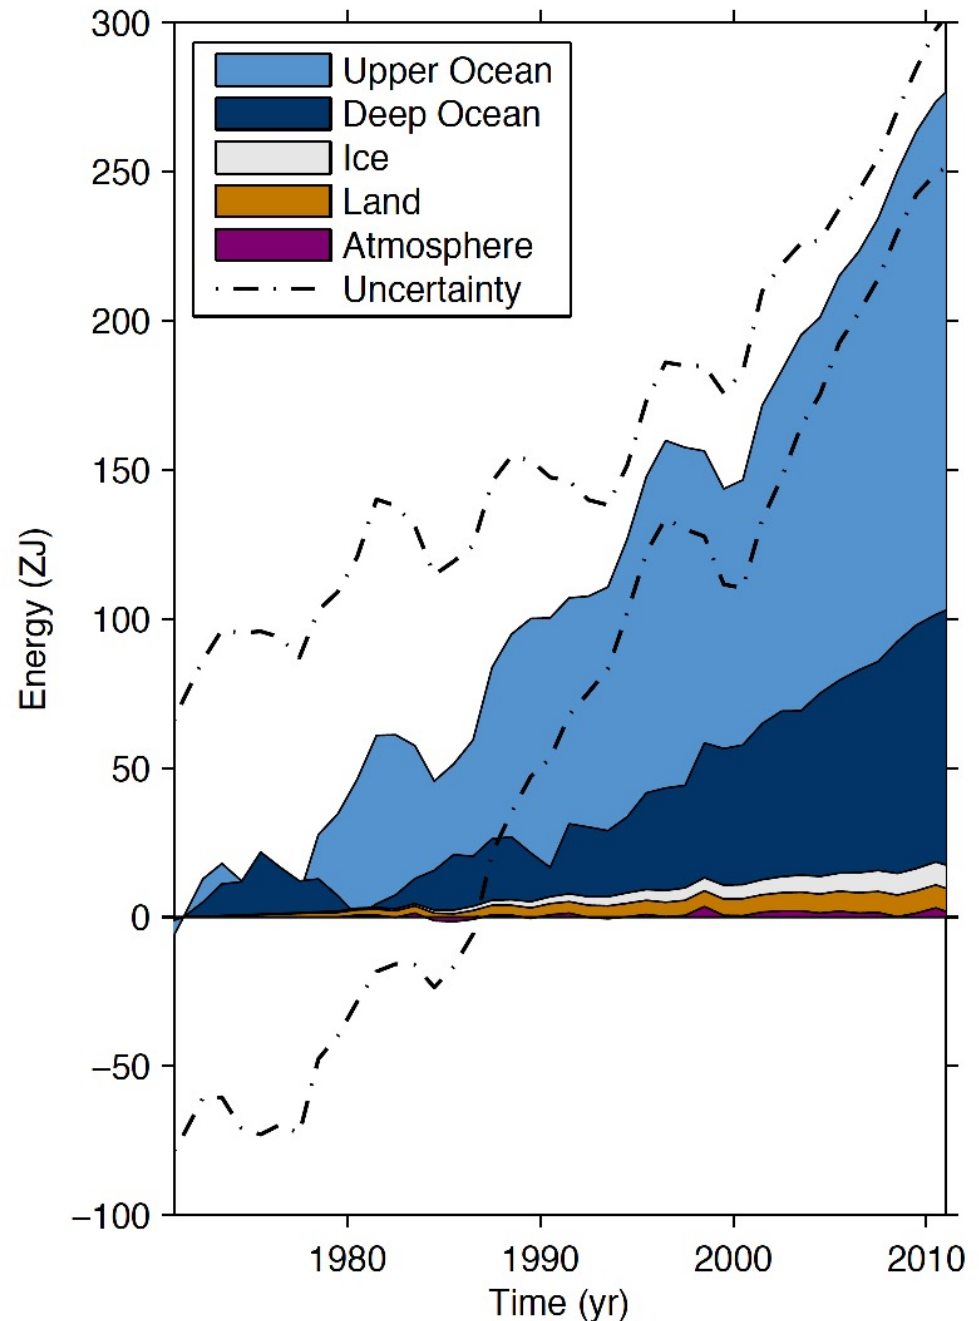 300
250
200
150
100
50
0
−50
−100
Energy (ZJ)
Upper Ocean
Deep Ocean
Ice
Land
Atmosphere
Uncertainty
1980 1990 2000 2010
Time (yr)